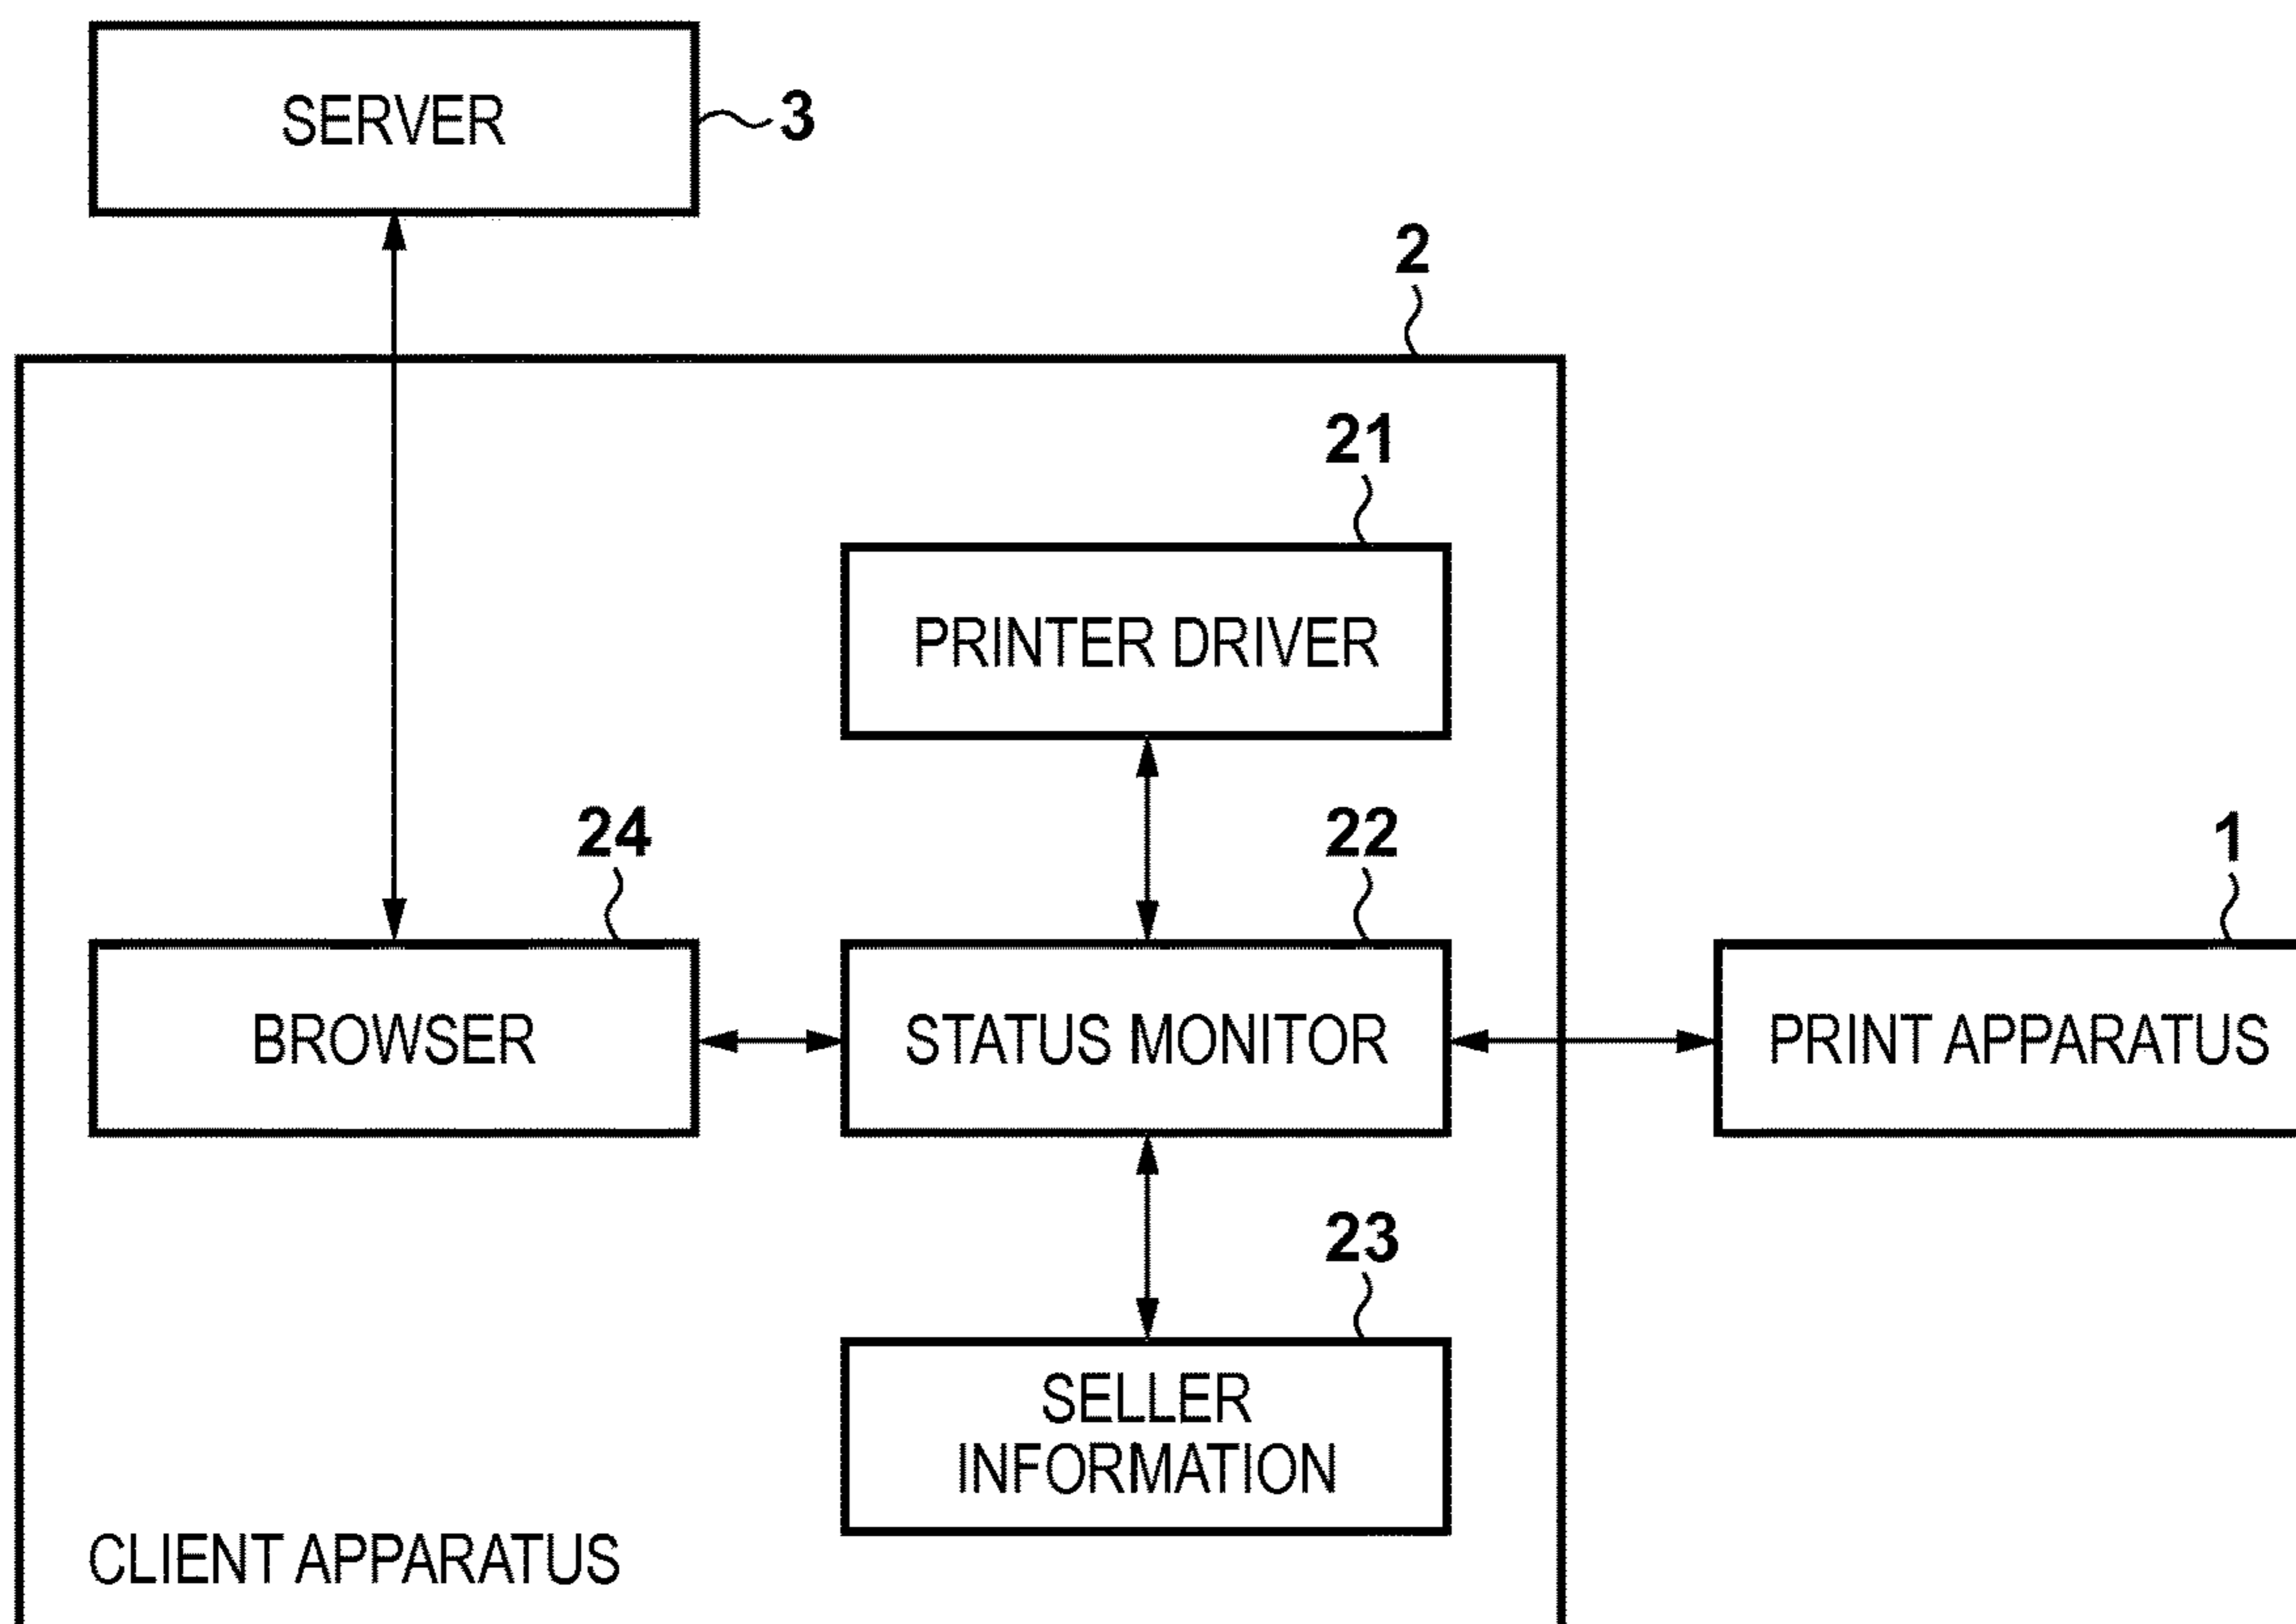 SERVER
3
2
21
PRINTER DRIVER
24
22
1
BROWSER
STATUS MONITOR
PRINT APPARATUS
23
SELLER
INFORMATION
CLIENT APPARATUS